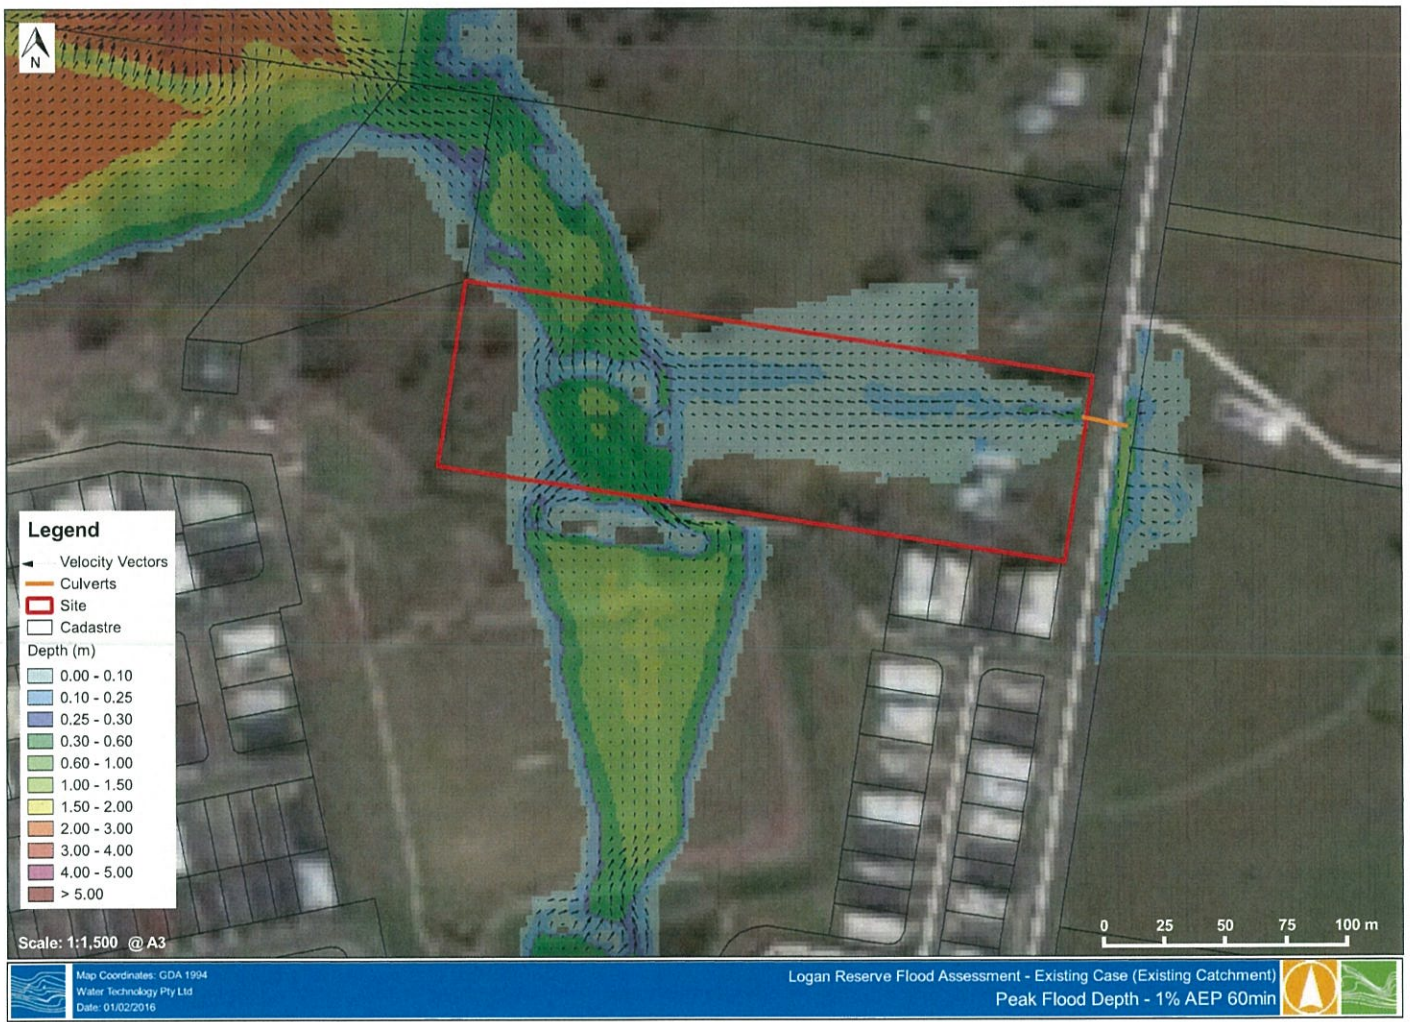 N
Legend
Velocity Vectors
Culverts
Site
Cadastre
Depth (m)
0.00 - 0.10
0.10 - 0.25
0.25 - 0.30
0.30 - 0.60
0.60 - 1.00
1.00 - 1.50
1.50 - 2.00
2.00 - 3.00
3.00 - 4.00
4.00 - 5.00
> 5.00
Scale: 1:1,500 @ A3
0 25 50 75 100 m
Map Coordinates: GDA 1994
Water Technology Pty Ltd
Date: 01/02/2016
Logan Reserve Flood Assessment - Existing Case (Existing Catchment)
Peak Flood Depth - 1% AEP 60min